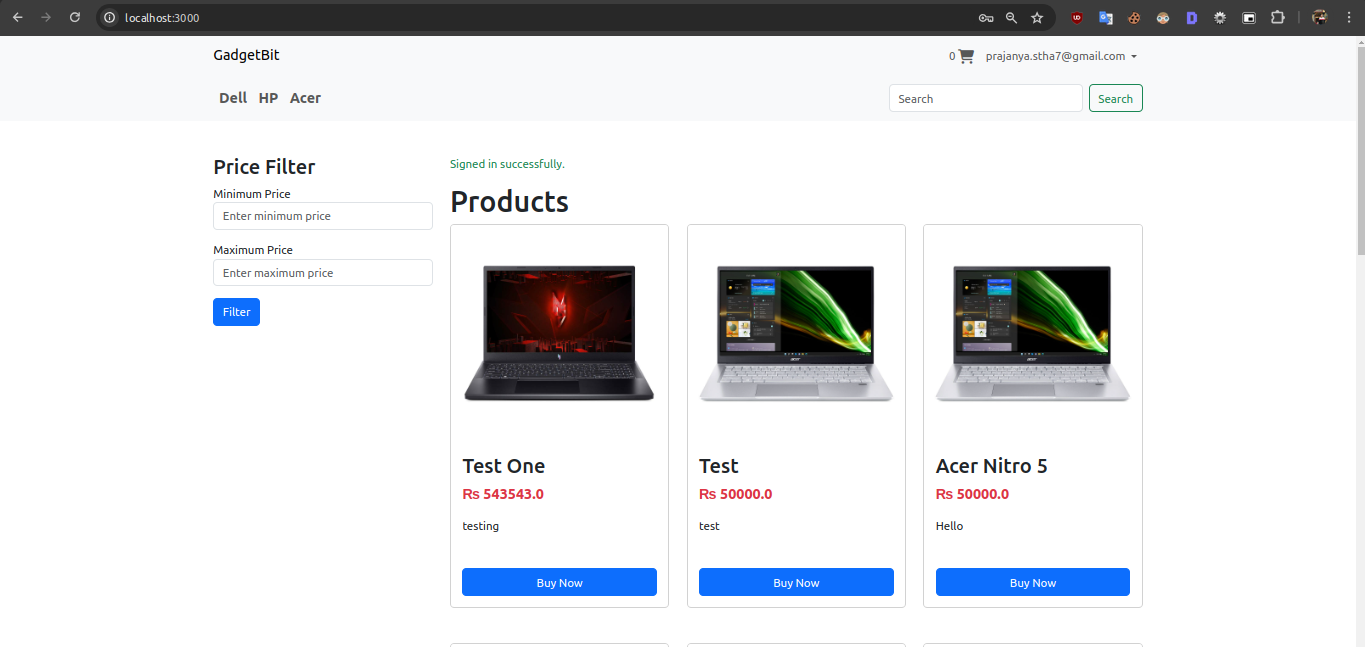 localhost:3000
GadgetBit
0 prajanya.stha7@gmail.com
Dell HP Acer
Search Search
Price Filter
Minimum Price
Enter minimum price
Maximum Price
Enter maximum price
Filter
Signed in successfully.
Products
Test One
Rs 543543.0
testing
Buy Now
Test
Rs 50000.0
test
Buy Now
Acer Nitro 5
Rs 50000.0
Hello
Buy Now